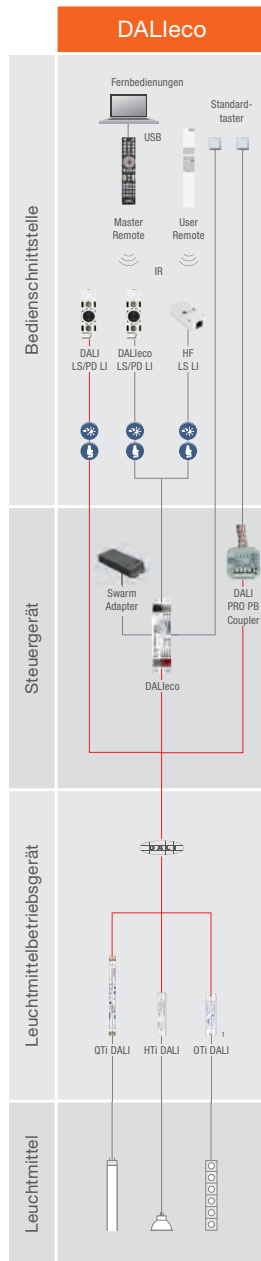 DALIeco
Bedienschnittstelle
Fernbedienungen
Standard-
taster
USB
Master
Remote
User
Remote
IR
DALI
LS/PD LI
DALIeco
LS/PD LI
HF
LS LI
Steuergerät
Swarm
Adapter
DALIeco
DALI
PRO PB
Coupler
Leuchtmittelbetriebsgerät
DALI
QTi DALI
HTi DALI
OTi DALI
1
Leuchtmittel